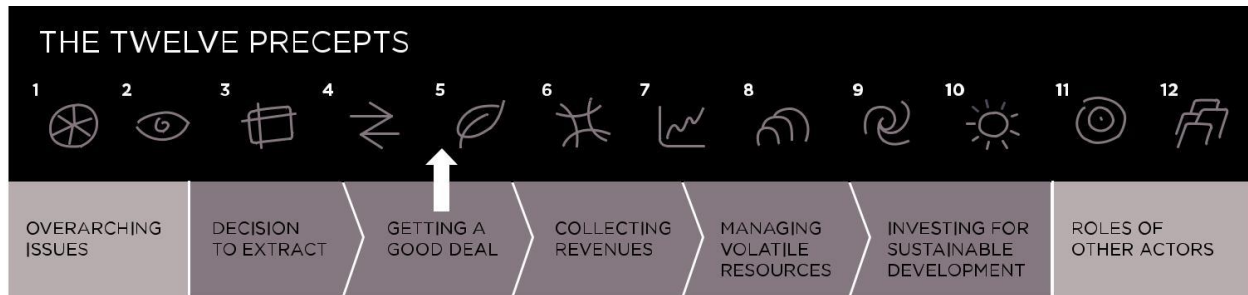 THE TWELVE PRECEPTS
1 2 3 4 5 6 7 8 9 10 11 12
OVERARCHING
ISSUES
DECISION
TO EXTRACT
GETTING A
GOOD DEAL
COLLECTING
REVENUES
MANAGING
VOLATILE
RESOURCES
INVESTING FOR
SUSTAINABLE
DEVELOPMENT
ROLES OF
OTHER ACTORS